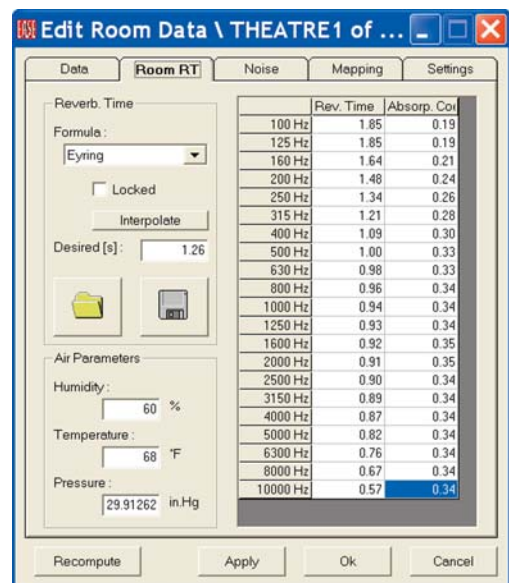 EASE Edit Room Data \ THEATRE1 of ...
Data Room RT Noise Mapping Settings
Reverb. Time
Formula :
Eyring
Locked
Interpolate
Desired [s] : 1.26
Air Parameters
Humidity :
60 %
Temperature :
68 °F
Pressure :
29.91262 in.Hg
Rev. Time Absorp. Coe
100 Hz 1.85 0.19
125 Hz 1.85 0.19
160 Hz 1.64 0.21
200 Hz 1.48 0.24
250 Hz 1.34 0.26
315 Hz 1.21 0.28
400 Hz 1.09 0.30
500 Hz 1.00 0.33
630 Hz 0.98 0.33
800 Hz 0.96 0.34
1000 Hz 0.94 0.34
1250 Hz 0.93 0.34
1600 Hz 0.92 0.35
2000 Hz 0.91 0.35
2500 Hz 0.90 0.34
3150 Hz 0.89 0.34
4000 Hz 0.87 0.34
5000 Hz 0.82 0.34
6300 Hz 0.76 0.34
8000 Hz 0.67 0.34
10000 Hz 0.57 0.34
Recompute Apply Ok Cancel